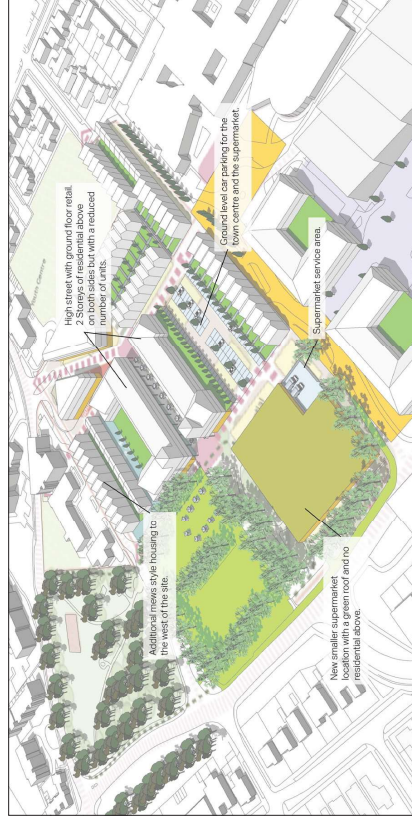 High street with ground floor retail.
2 Storeys of residential above
on both sides but with a reduced
number of units.
Ground level car parking for the
town centre and the supermarket.
Additional mews style housing to
the west of the site.
Supermarket service area.
New smaller supermarket
location with a green roof and no
residential above.